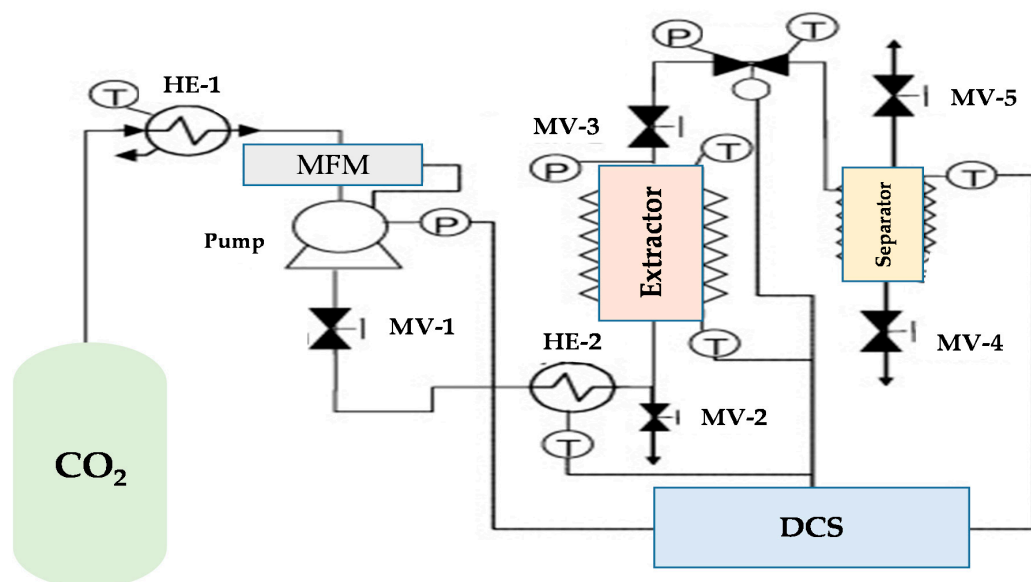 P
T
T
HE-1
MV-5
MV-3
T
MFM
P
T
Extractor
Separator
Pump
P
MV-1
HE-2
T
MV-4
MV-2
T
CO₂
DCS